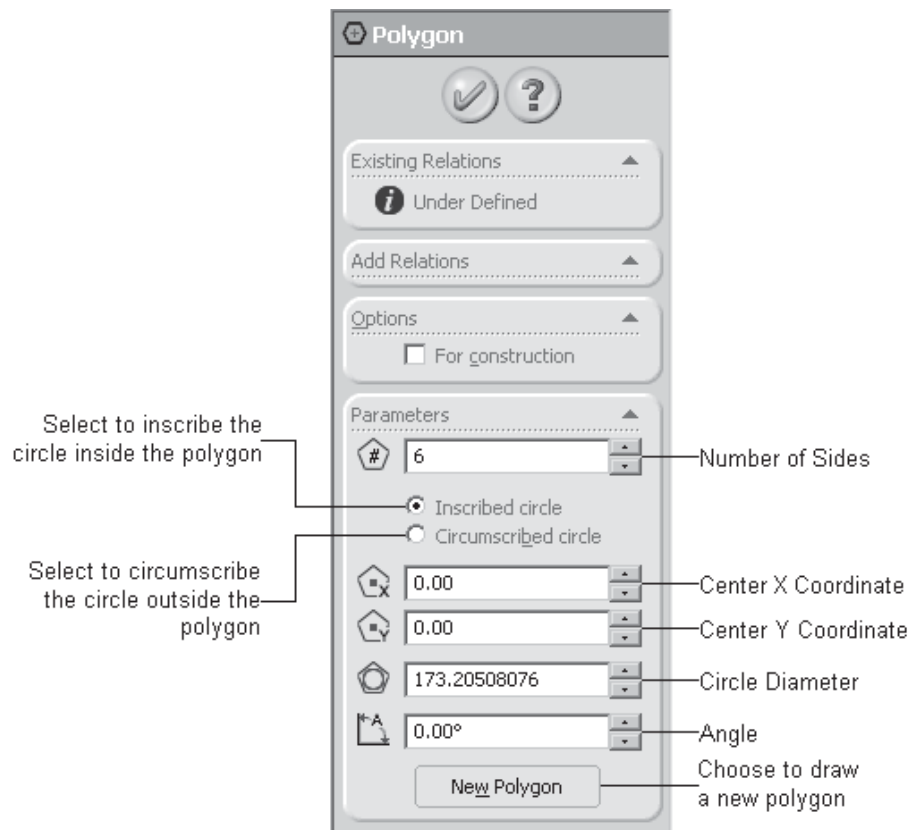 Polygon
Existing Relations
Under Defined
Add Relations
Options
For construction
Parameters
Select to inscribe the
circle inside the polygon
#
6
Number of Sides
Inscribed circle
Circumscribed circle
Select to circumscribe
the circle outside the
polygon
X
0.00
Center X Coordinate
Y
0.00
Center Y Coordinate
173.20508076
Circle Diameter
A
0.00°
Angle
New Polygon
Choose to draw
a new polygon